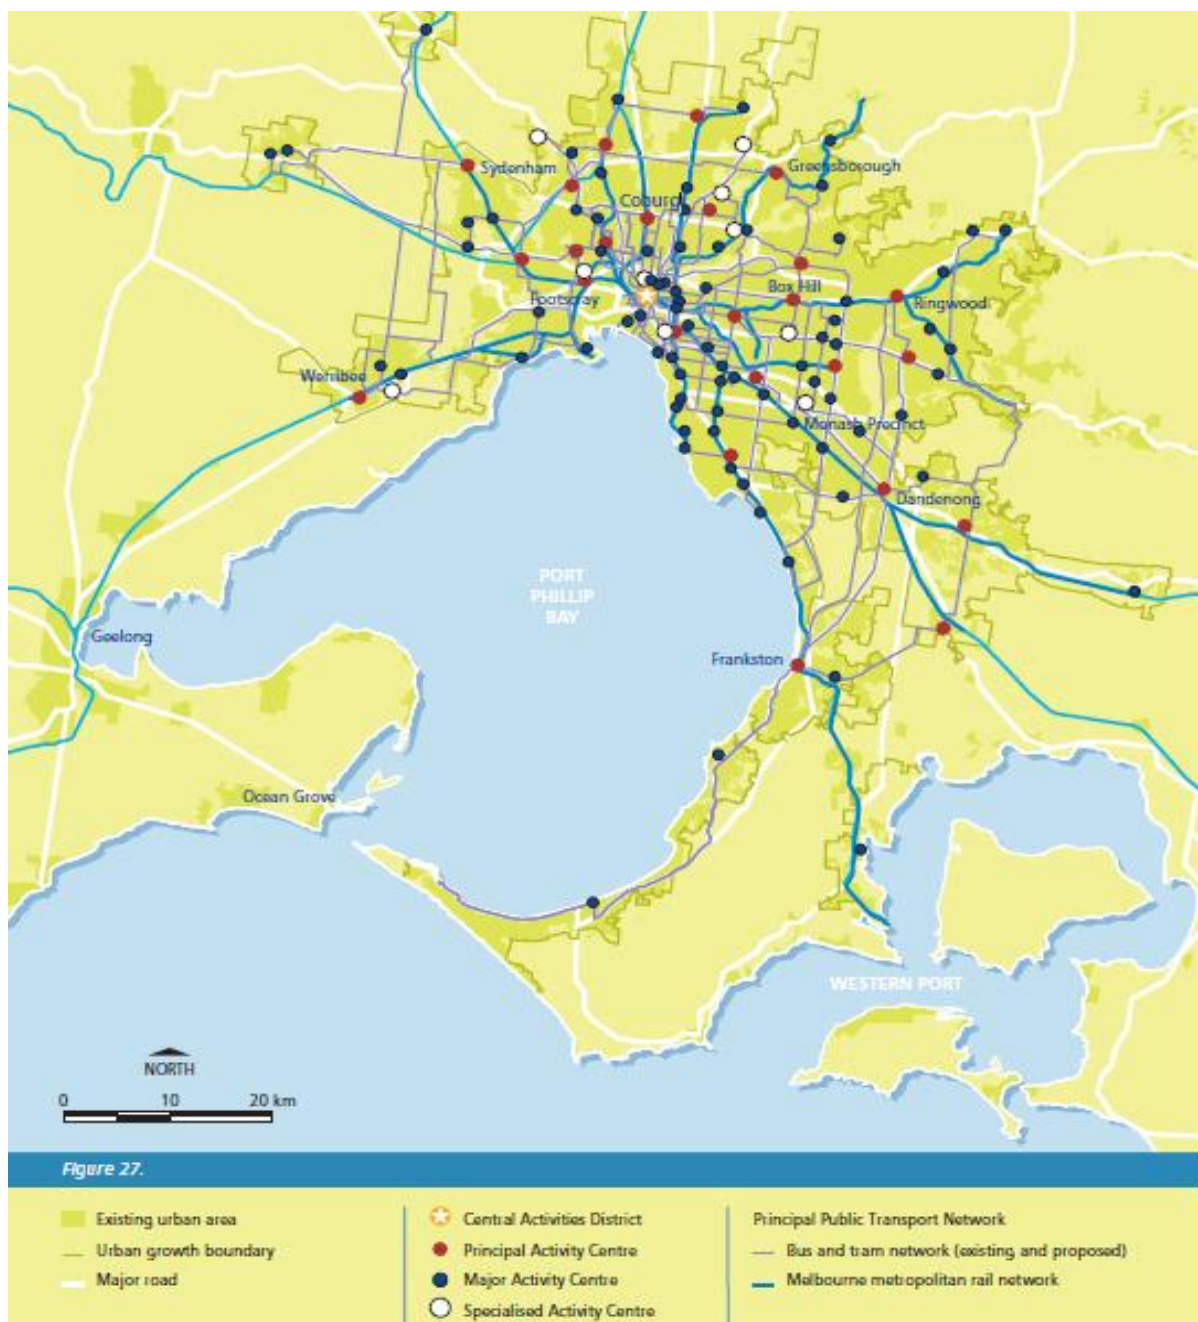 Sydenham
Greensborough
Coburg
Footscray
Box Hill
Ringwood
Werribee
Monash Precinct
Dandenong
PORT
PHILLIP
BAY
Geelong
Frankston
Ocean Grove
WESTERN PORT
NORTH
0 10 20 km
Figure 27.
Existing urban area
Urban growth boundary
Major road
Central Activities District
Principal Activity Centre
Major Activity Centre
Specialised Activity Centre
Principal Public Transport Network
Bus and tram network (existing and proposed)
Melbourne metropolitan rail network